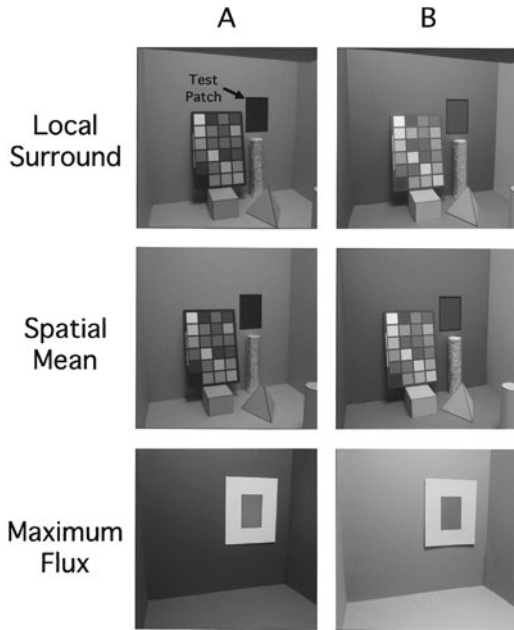 A
B
Test
Patch
Local
Surround
Spatial
Mean
Maximum
Flux